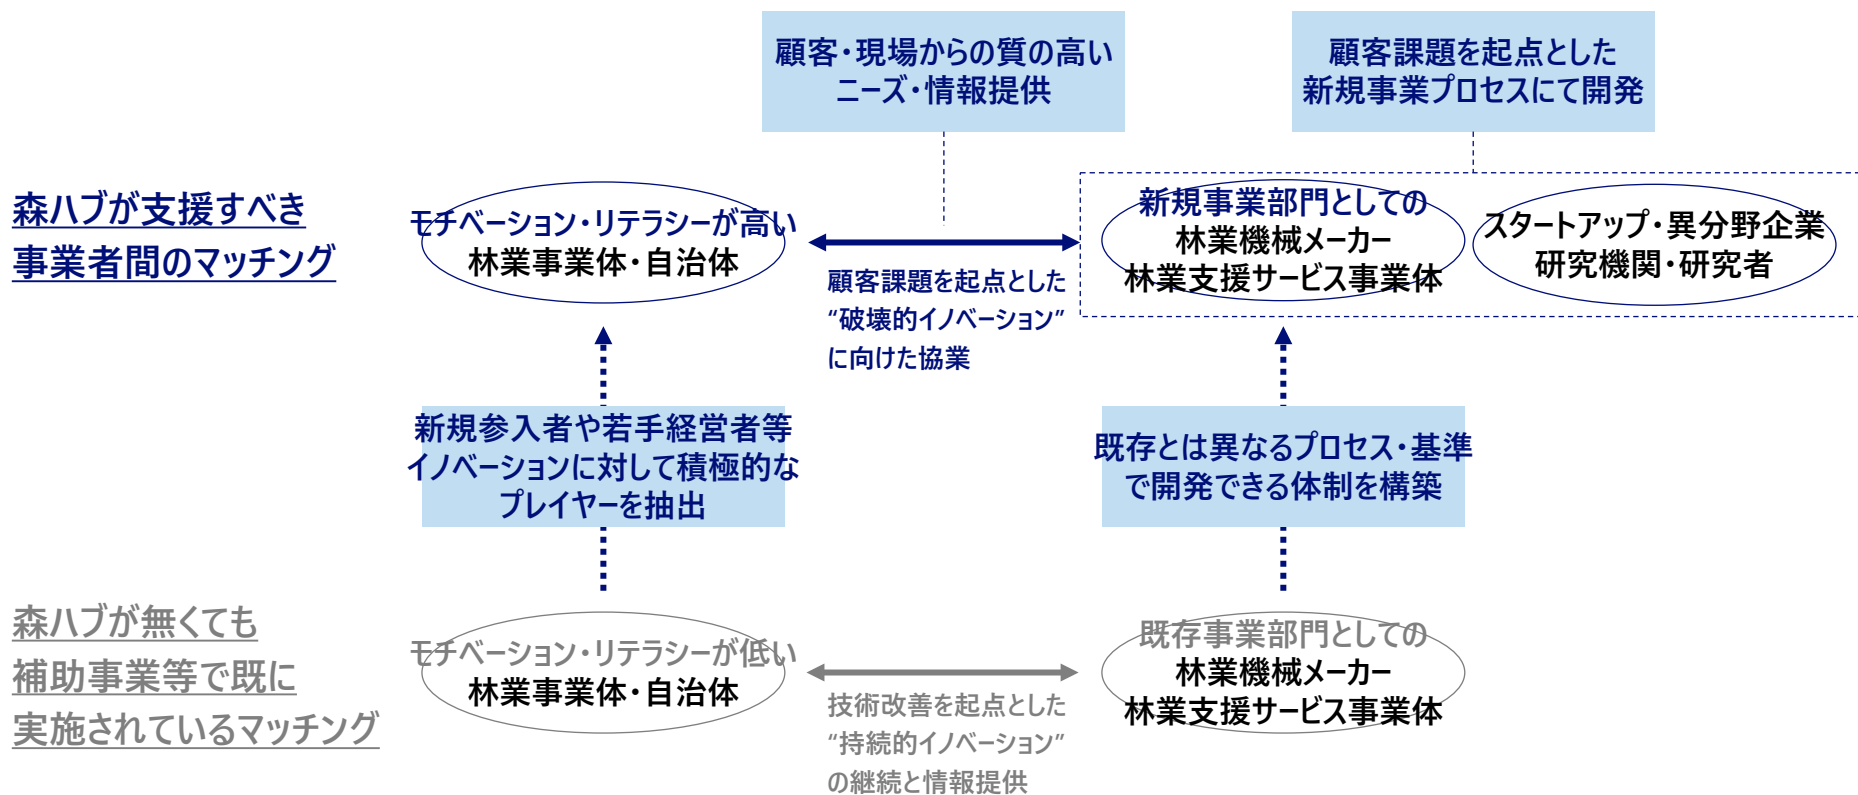 顧客・現場からの質の高い
ニーズ・情報提供
顧客課題を起点とした
新規事業プロセスにて開発
森ハブが支援すべき
事業者間のマッチング
モチベーション・リテラシーが高い
林業事業体・自治体
顧客課題を起点とした
“破壊的イノベーション”
に向けた協業
新規事業部門としての
林業機械メーカー
林業支援サービス事業体
スタートアップ・異分野企業
研究機関・研究者
新規参入者や若手経営者等
イノベーションに対して積極的な
プレイヤーを抽出
既存とは異なるプロセス・基準
で開発できる体制を構築
森ハブが無くても
補助事業等で既に
実施されているマッチング
モチベーション・リテラシーが低い
林業事業体・自治体
技術改善を起点とした
“持続的イノベーション”
の継続と情報提供
既存事業部門としての
林業機械メーカー
林業支援サービス事業体